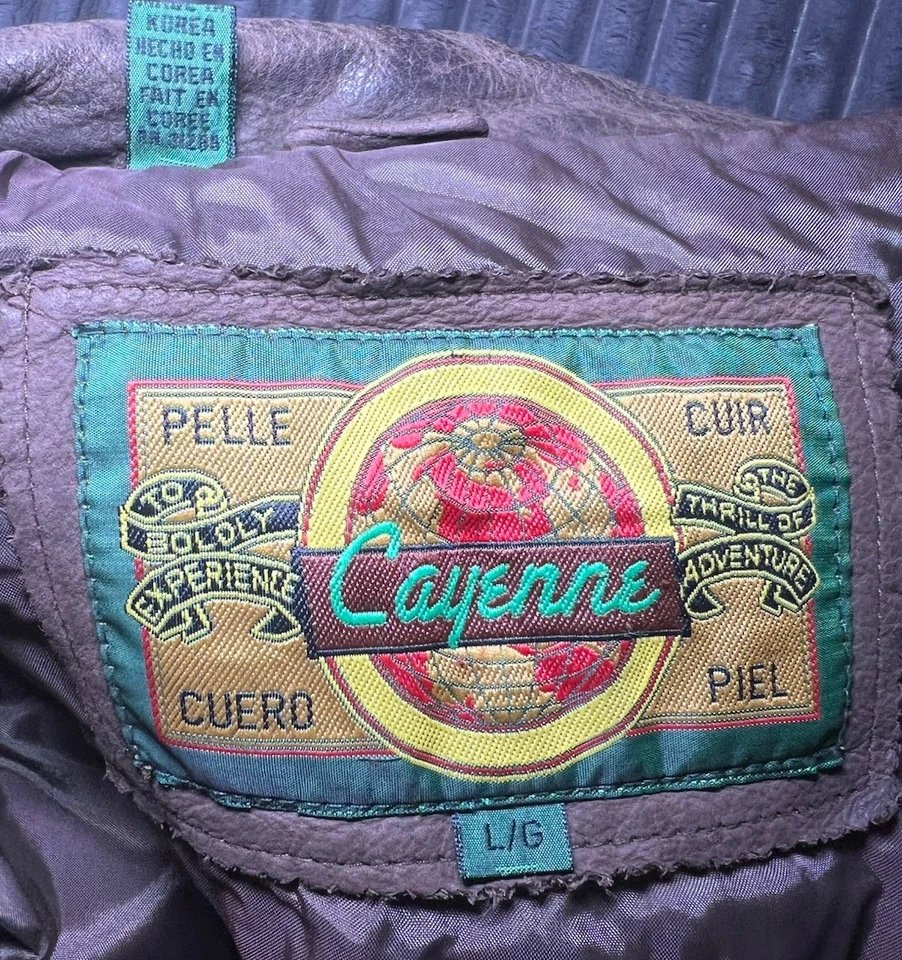 KOREA
HECHO EN
COREA
FAIT EN
COREE
PELLE
CUIR
TO
BOLDLY
EXPERIENCE
THE
THRILL OF
ADVENTURE
Cayenne
CUERO
PIEL
L/G